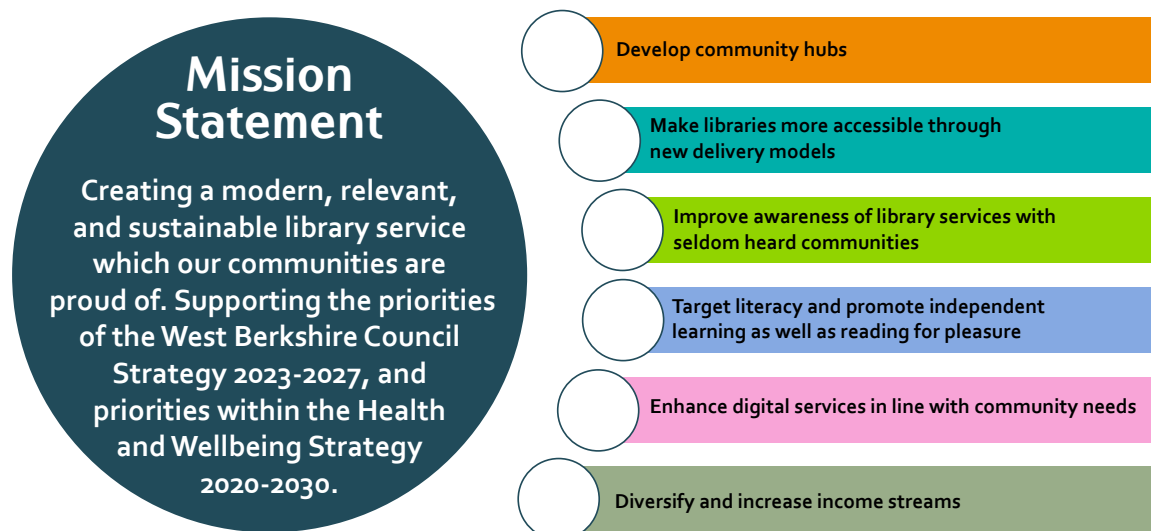 Mission
Statement
Creating a modern, relevant,
and sustainable library service
which our communities are
proud of. Supporting the priorities
of the West Berkshire Council
Strategy 2023-2027, and
priorities within the Health
and Wellbeing Strategy
2020-2030.
Develop community hubs
Make libraries more accessible through
new delivery models
Improve awareness of library services with
seldom heard communities
Target literacy and promote independent
learning as well as reading for pleasure
Enhance digital services in line with community needs
Diversify and increase income streams